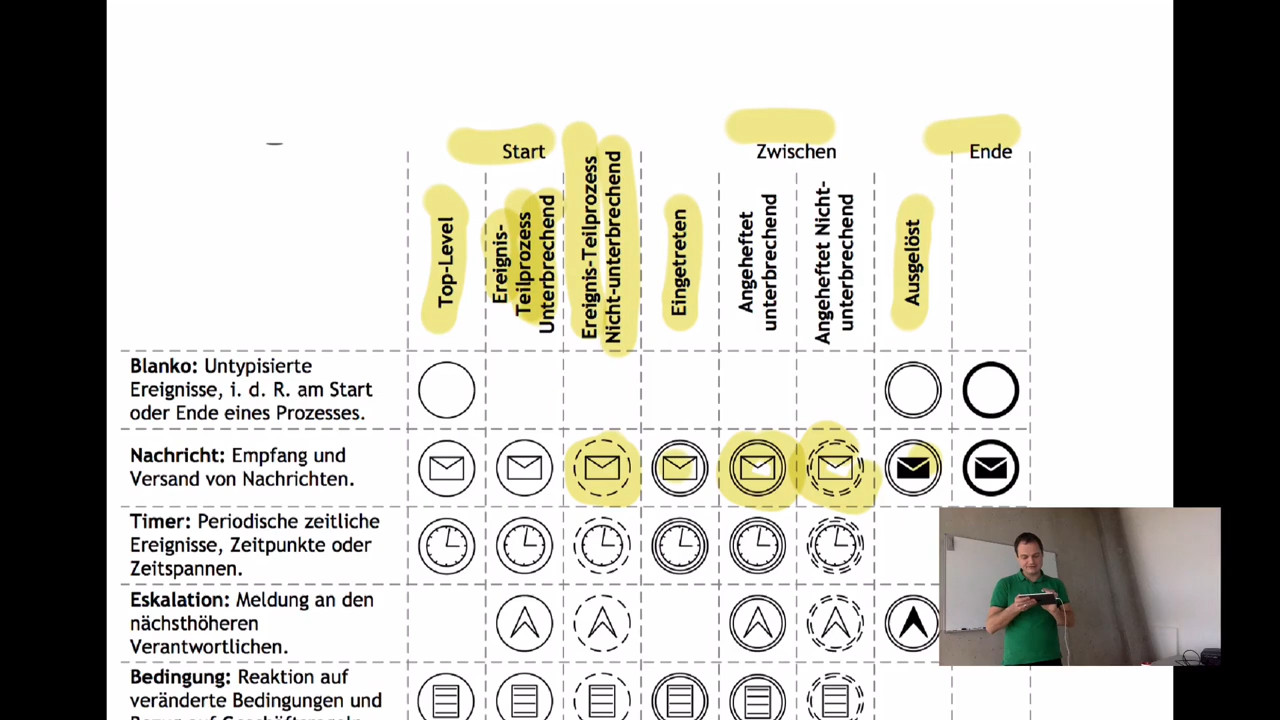 Start
Zwischen
Ende
Top-Level
Ereignis-
Teilprozess
Unterbrechend
Ereignis-Teilprozess
Nicht-unterbrechend
Eingetreten
Angeheftet
unterbrechend
Angeheftet Nicht-
unterbrechend
Ausgelöst
Blanko: Untypisierte
Ereignisse, i. d. R. am Start
oder Ende eines Prozesses.
Nachricht: Empfang und
Versand von Nachrichten.
Timer: Periodische zeitliche
Ereignisse, Zeitpunkte oder
Zeitspannen.
Eskalation: Meldung an den
nächsthöheren
Verantwortlichen.
Bedingung: Reaktion auf
veränderte Bedingungen und